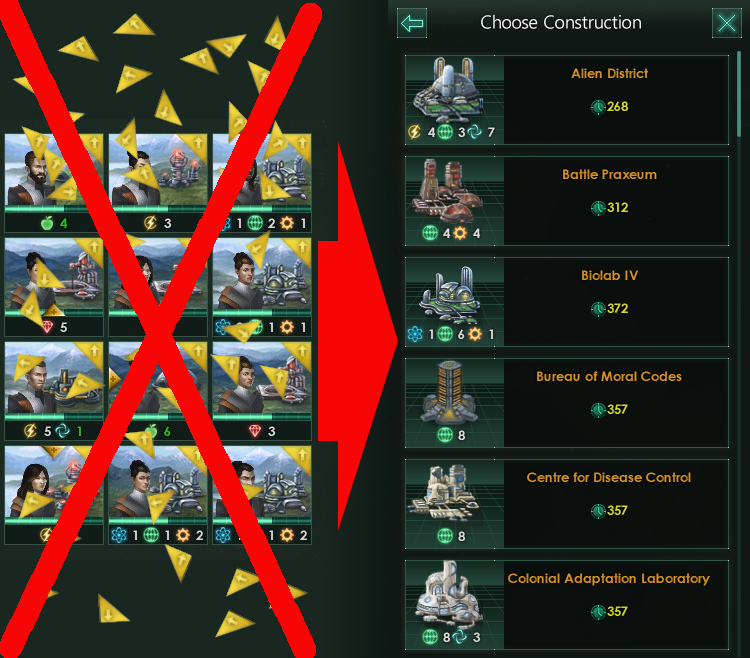 Choose Construction
Alien District
268
4 3 7
Battle Praxeum
312
4 4
Biolab IV
372
1 6 1
Bureau of Moral Codes
357
8
Centre for Disease Control
357
8
Colonial Adaptation Laboratory
357
8 3
4
3
1 2 1
5
1 1
5 1
6
3
1 1 2
1 2